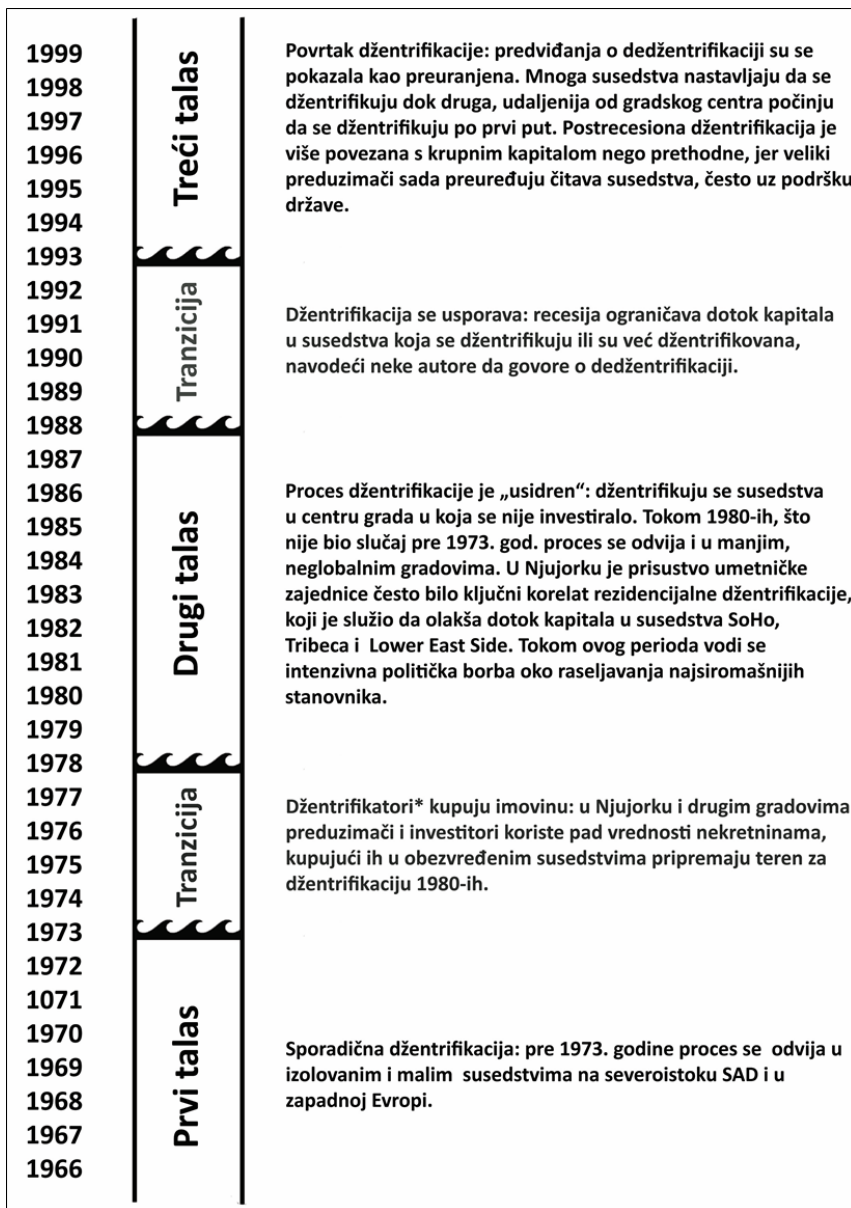 1999
1998
1997
1996
1995
1994
1993
1992
1991
1990
1989
1988
1987
1986
1985
1984
1983
1982
1981
1980
1979
1978
1977
1976
1975
1974
1973
1972
1071
1970
1969
1968
1967
1966
Treći talas
Povrtak džentrifikacije: predviđanja o dedžentrifikaciji su se
pokazala kao preuranjena. Mnoga susedstva nastavljaju da se
džentrifikuju dok druga, udaljenija od gradskog centra počinju
da se džentrifikuju po prvi put. Postrecesiona džentrifikacija je
više povezana s krupnim kapitalom nego prethodne, jer veliki
preduzimači sada preuređuju čitava susedstva, često uz podršku
države.
Tranzicija
Džentrifikacija se usporava: recesija ograničava dotok kapitala
u susedstva koja se džentrifikuju ili su već džentrifikovana,
navodeći neke autore da govore o dedžentrifikaciji.
Drugi talas
Proces džentrifikacije je „usidren“: džentrifikuju se susedstva
u centru grada u koja se nije investiralo. Tokom 1980-ih, što
nije bio slučaj pre 1973. god. proces se odvija i u manjim,
neglobalnim gradovima. U Njujorku je prisustvo umetničke
zajednice često bilo ključni korelat rezidencijalne džentrifikacije,
koji je služio da olakša dotok kapitala u susedstva SoHo,
Tribeca i Lower East Side. Tokom ovog perioda vodi se
intenzivna politička borba oko raseljavanja najsiromašnijih
stanovnika.
Tranzicija
Džentrifikatori* kupuju imovinu: u Njujorku i drugim gradovima
preduzimači i investitori koriste pad vrednosti nekretninama,
kupujući ih u obezvređenim susedstvima pripremaju teren za
džentrifikaciju 1980-ih.
Prvi talas
Sporadična džentrifikacija: pre 1973. godine proces se odvija u
izolovanim i malim susedstvima na severoistoku SAD i u
zapadnoj Evropi.